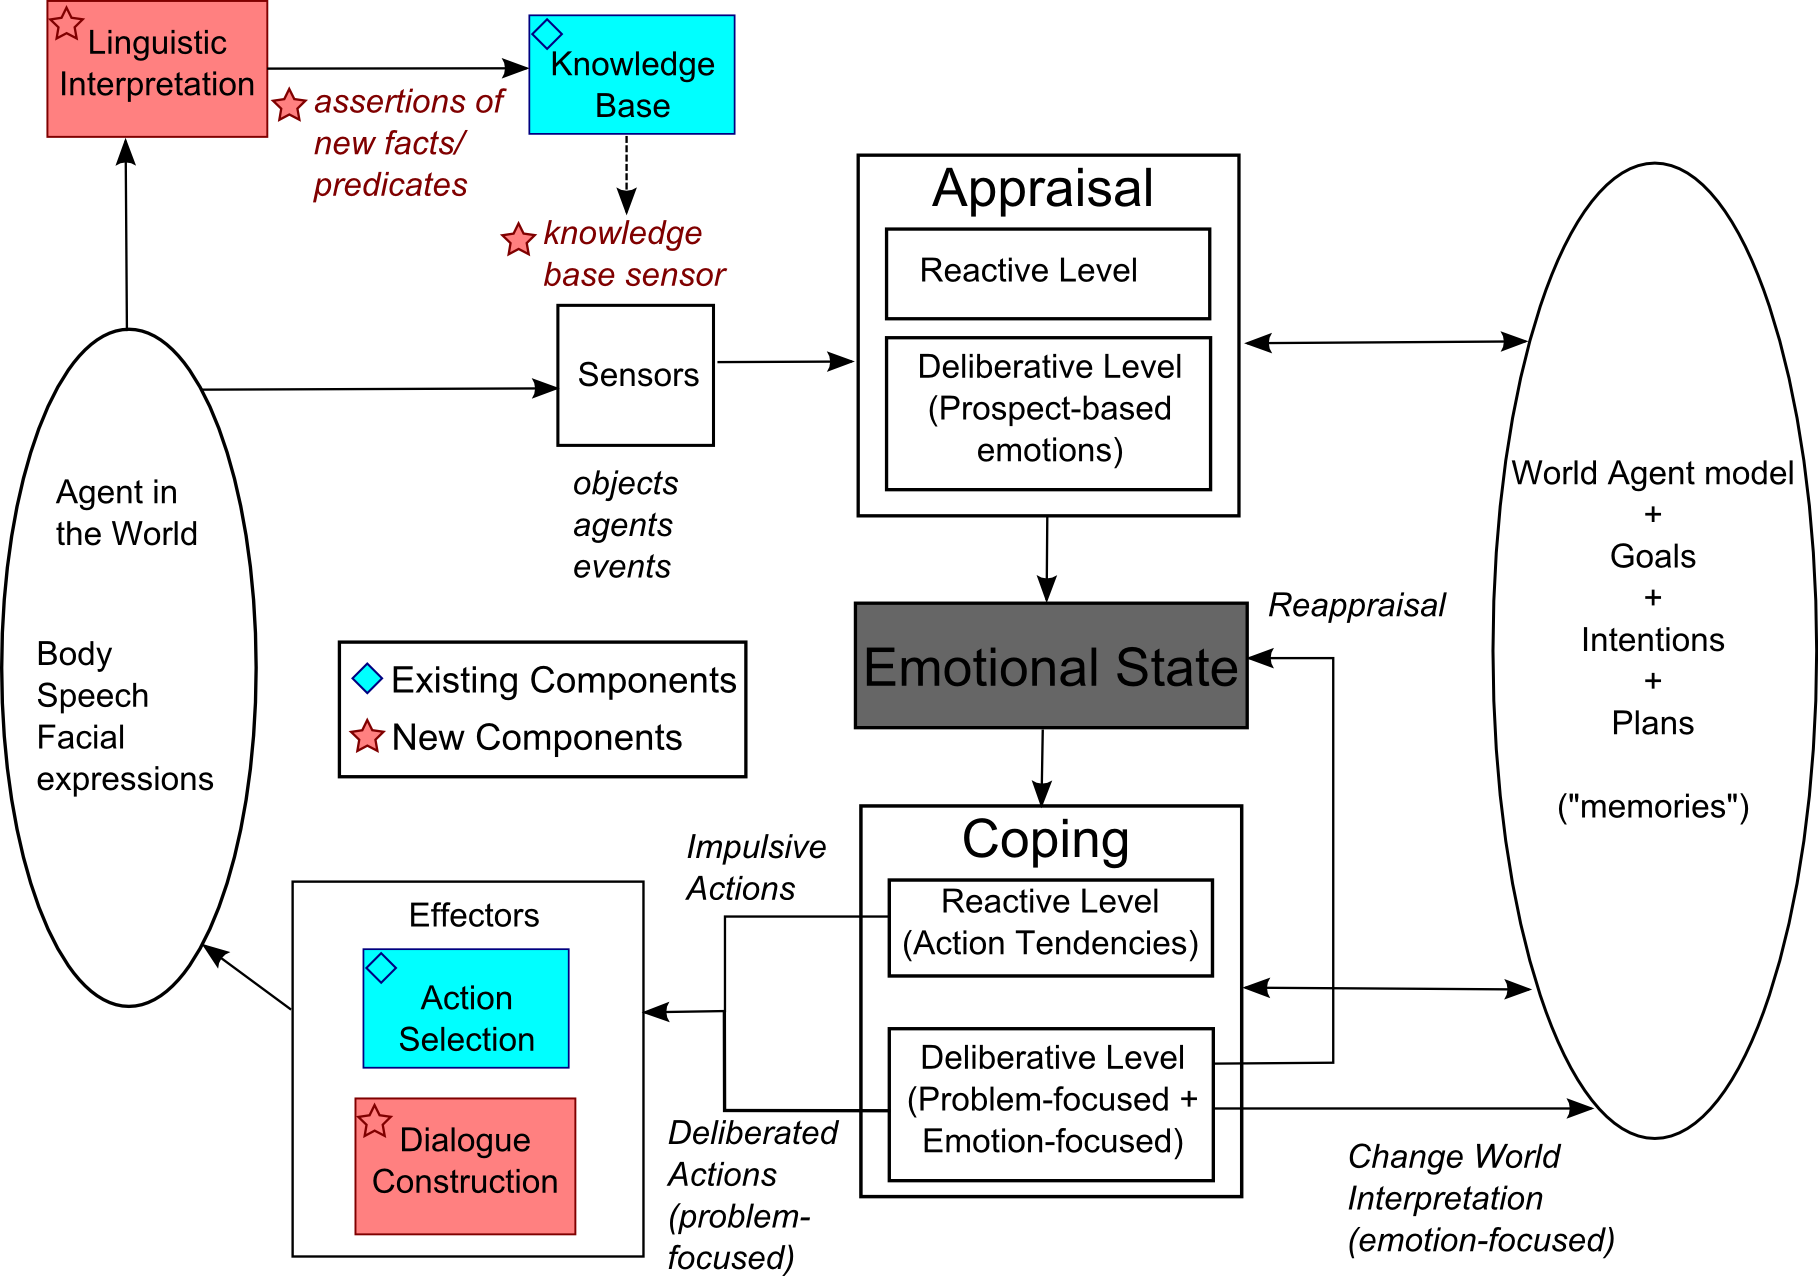 Linguistic
Interpretation
assertions of
new facts/
predicates
Knowledge
Base
knowledge
base sensor
Sensors
objects
agents
events
Appraisal
Reactive Level
Deliberative Level
(Prospect-based
emotions)
World Agent model
+
Goals
+
Intentions
+
Plans
("memories")
Agent in
the World
Body
Speech
Facial
expressions
Existing Components
New Components
Emotional State
Reappraisal
Coping
Reactive Level
(Action Tendencies)
Deliberative Level
(Problem-focused +
Emotion-focused)
Impulsive
Actions
Deliberated
Actions
(problem-
focused)
Change World
Interpretation
(emotion-focused)
Effectors
Action
Selection
Dialogue
Construction